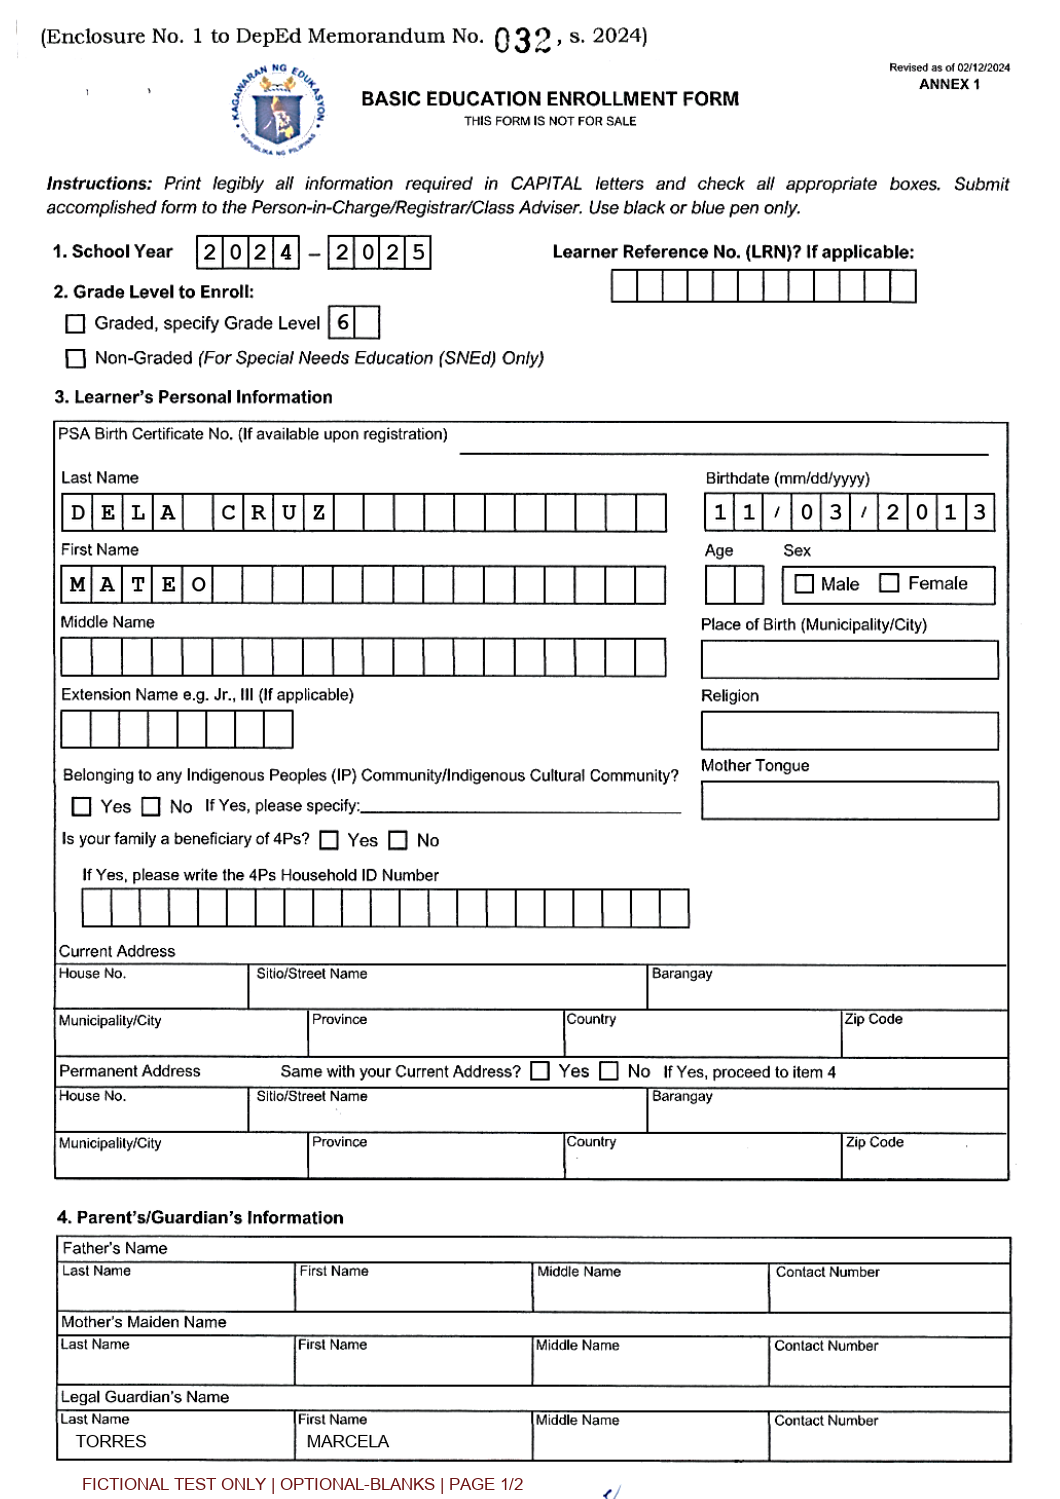 (Enclosure No. 1 to DepEd Memorandum No. 032, s. 2024)
Revised as of 02/12/2024
ANNEX 1
KAGAWARAN NG EDUKASYON
REPUBLIKA NG PILIPINAS
BASIC EDUCATION ENROLLMENT FORM
THIS FORM IS NOT FOR SALE
Instructions: Print legibly all information required in CAPITAL letters and check all appropriate boxes. Submit
accomplished form to the Person-in-Charge/Registrar/Class Adviser. Use black or blue pen only.
1. School Year 2024 – 2025
Learner Reference No. (LRN)? If applicable:
2. Grade Level to Enroll:
Graded, specify Grade Level 6
Non-Graded (For Special Needs Education (SNEd) Only)
3. Learner's Personal Information
PSA Birth Certificate No. (If available upon registration)
Last Name
DELA CRUZ
Birthdate (mm/dd/yyyy)
11/03/2013
First Name
MATEO
Age Sex
Male Female
Middle Name
Place of Birth (Municipality/City)
Extension Name e.g. Jr., III (If applicable)
Religion
Belonging to any Indigenous Peoples (IP) Community/Indigenous Cultural Community?
Mother Tongue
Yes No If Yes, please specify:
Is your family a beneficiary of 4Ps? Yes No
If Yes, please write the 4Ps Household ID Number
Current Address
House No. Sitio/Street Name Barangay
Municipality/City Province Country Zip Code
Permanent Address Same with your Current Address? Yes No If Yes, proceed to item 4
House No. Sitio/Street Name Barangay
Municipality/City Province Country Zip Code
4. Parent's/Guardian's Information
Father's Name
Last Name First Name Middle Name Contact Number
Mother's Maiden Name
Last Name First Name Middle Name Contact Number
Legal Guardian's Name
Last Name First Name Middle Name Contact Number
TORRES MARCELA
FICTIONAL TEST ONLY | OPTIONAL-BLANKS | PAGE 1/2